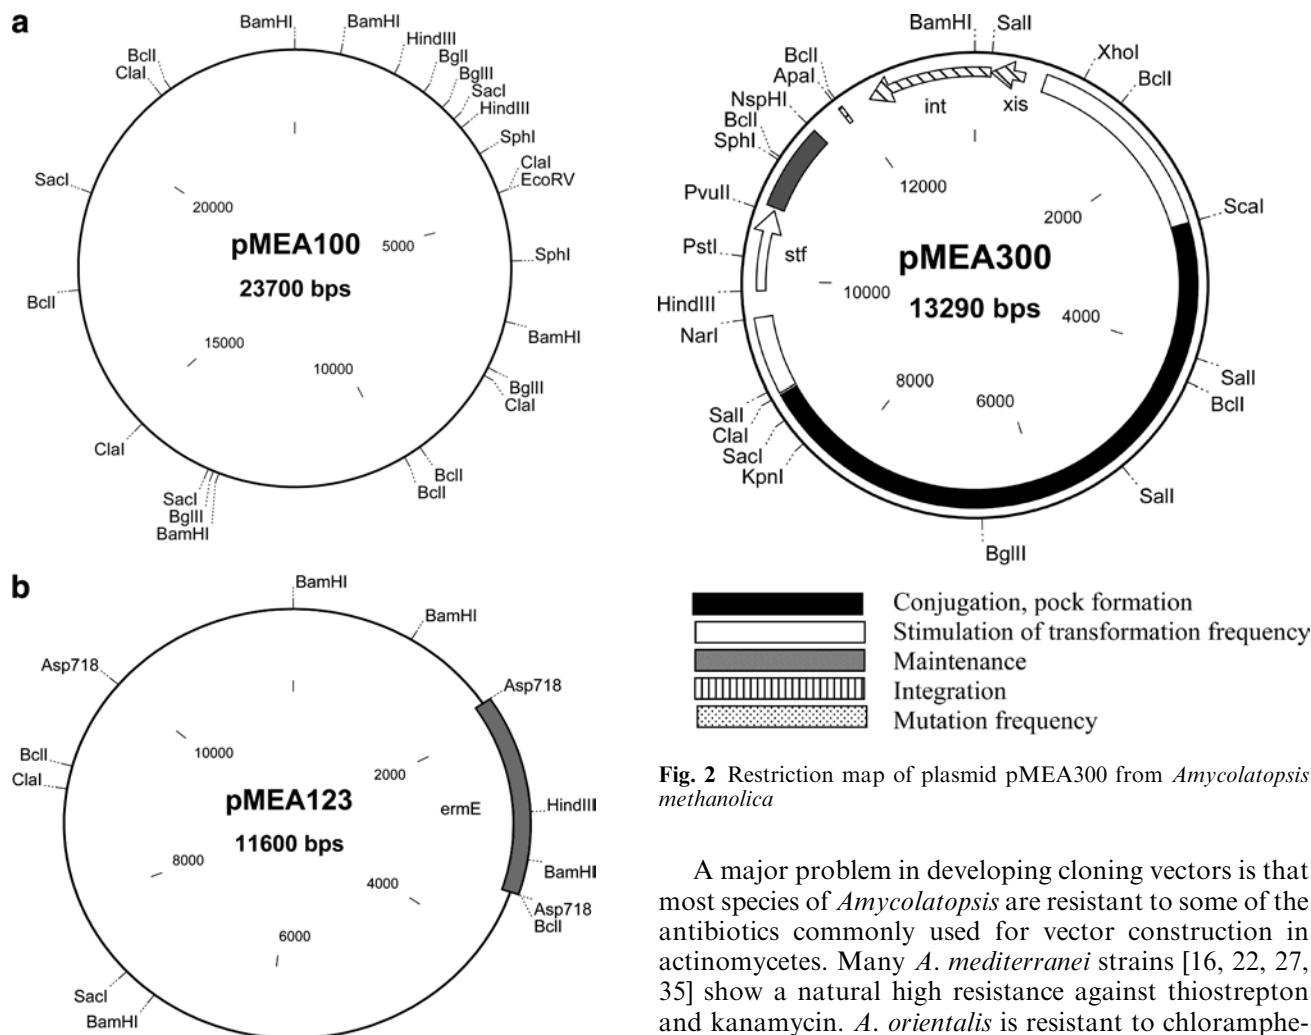 a
BamHI
BamHI
HindIII
BglI
BglII
SacI
HindIII
SphI
ClaI
EcoRV
SphI
BamHI
BglII
ClaI
BclI
BclI
BamHI
BglII
SacI
ClaI
BclI
SacI
ClaI
BclI
5000
10000
15000
20000
pMEA100
23700 bps
b
BamHI
BamHI
Asp718
HindIII
BamHI
Asp718
BclI
BamHI
SacI
ClaI
BclI
Asp718
2000
4000
6000
8000
10000
ermE
pMEA123
11600 bps
BamHI
SalI
XhoI
BclI
ScaI
SalI
BclI
SalI
BglII
KpnI
SacI
ClaI
SalI
NarI
HindIII
PstI
PvuII
SphI
BclI
NspHI
ApaI
BclI
int
xis
stf
2000
4000
6000
8000
10000
12000
pMEA300
13290 bps
Conjugation, pock formation
Stimulation of transformation frequency
Maintenance
Integration
Mutation frequency
Fig. 2 Restriction map of plasmid pMEA300 from Amycolatopsis
methanolica
A major problem in developing cloning vectors is that
most species of Amycolatopsis are resistant to some of the
antibiotics commonly used for vector construction in
actinomycetes. Many A. mediterranei strains [16, 22, 27,
35] show a natural high resistance against thiostrepton
and kanamycin. A. orientalis is resistant to chloramphe-